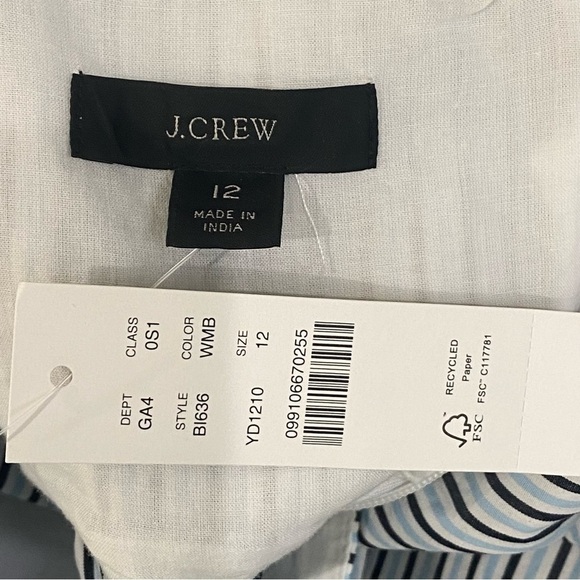 J.CREW
12
MADE IN
INDIA
CLASS
0S1
COLOR
WMB
SIZE
12
DEPT
GA4
STYLE
BI636
YD1210
099106670255
RECYCLED
Paper
FSC™ C117781
FSC